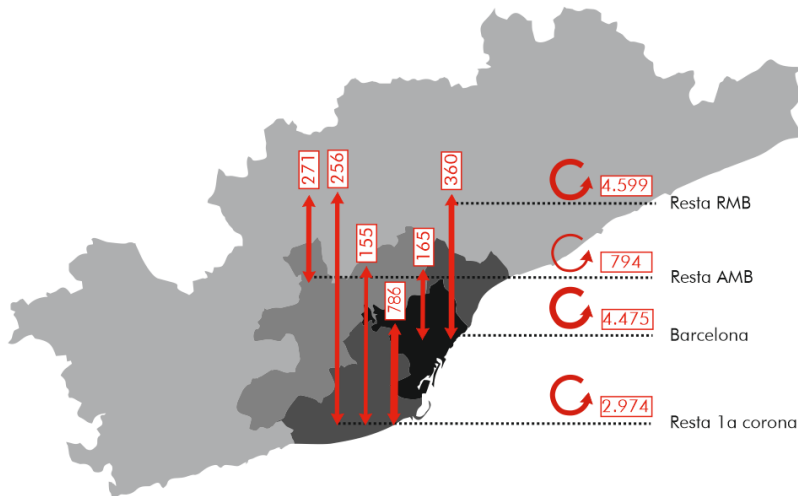 271
256
360
4.599
Resta RMB
155
165
794
Resta AMB
786
4.475
Barcelona
2.974
Resta 1a corona